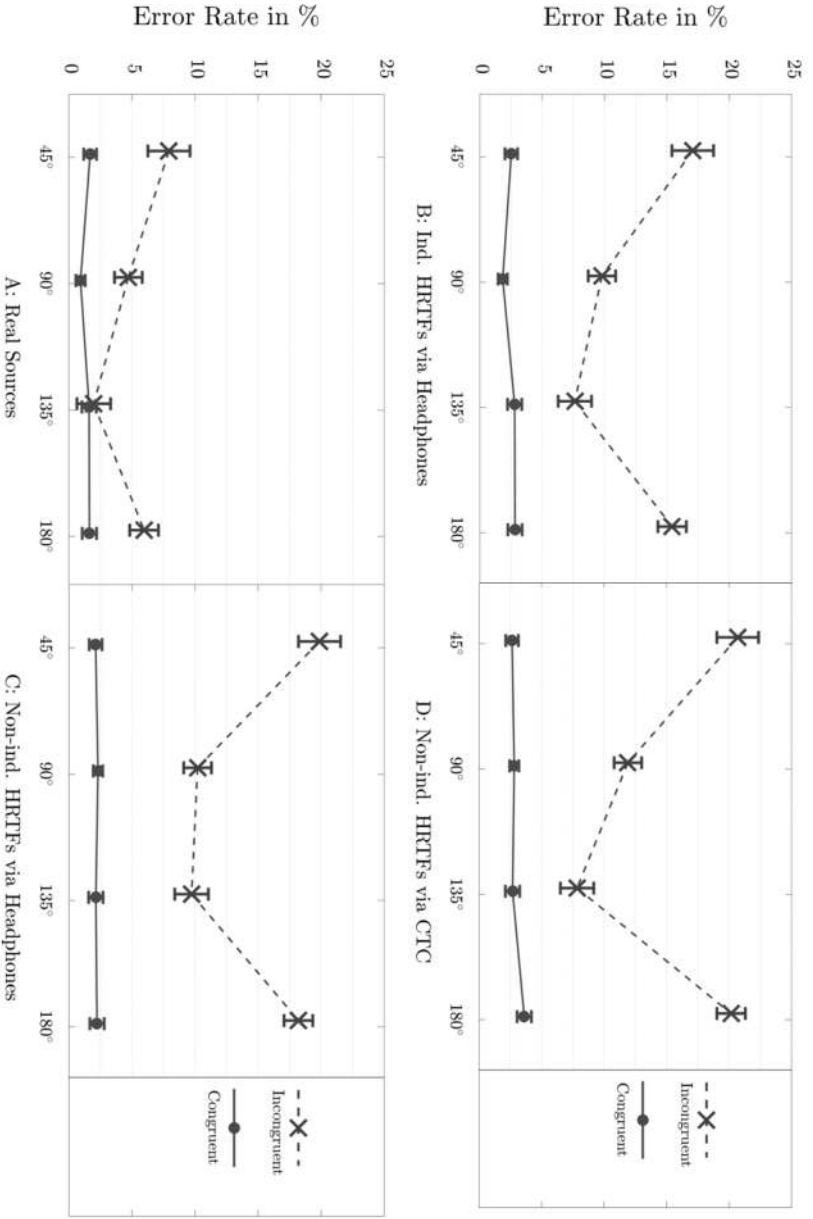 Error Rate in %
25
20
15
10
5
0
45°
90°
135°
180°
45°
90°
135°
180°
B: Ind. HRTFs via Headphones
D: Non-ind. HRTFs via CTC
Incongruent
Congruent
Error Rate in %
25
20
15
10
5
0
45°
90°
135°
180°
45°
90°
135°
180°
A: Real Sources
C: Non-ind. HRTFs via Headphones
Incongruent
Congruent